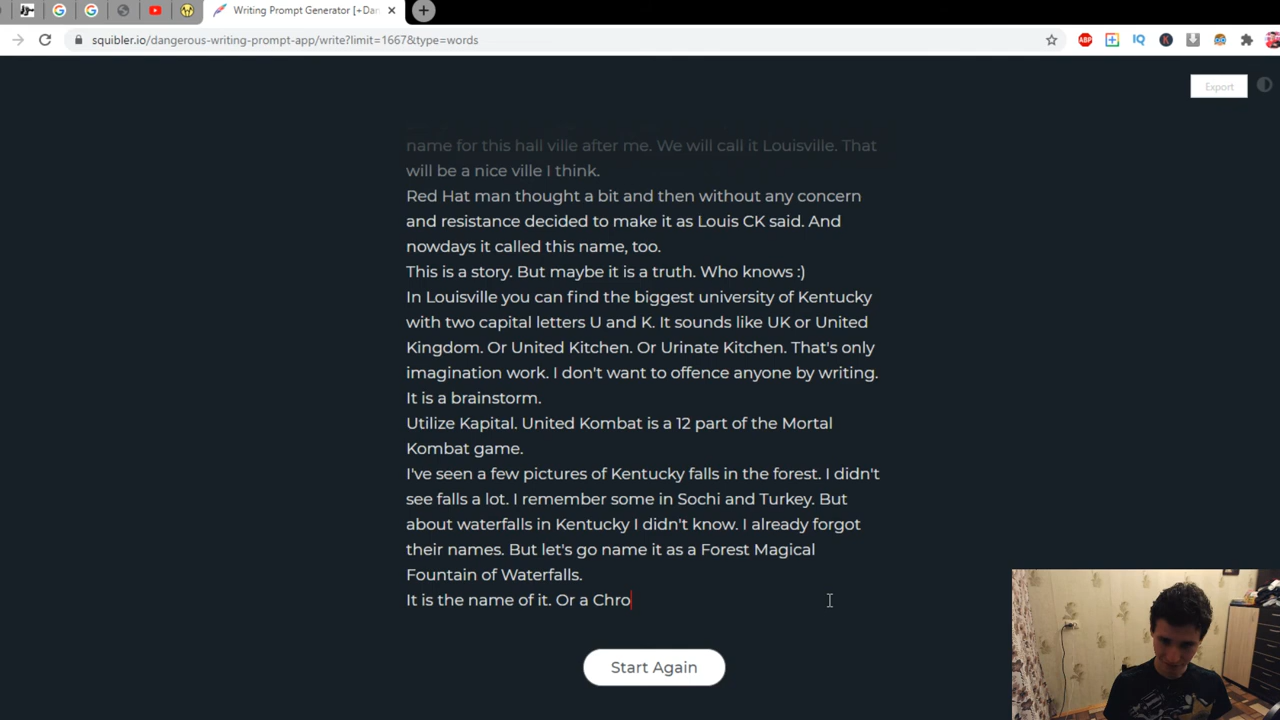 Writing Prompt Generator [+Dan
squibler.io/dangerous-writing-prompt-app/write?limit=1667&type=words
ABP
IQ
K
Export
name for this hall ville after me. We will call it Louisville. That
will be a nice ville I think.
Red Hat man thought a bit and then without any concern
and resistance decided to make it as Louis CK said. And
nowdays it called this name, too.
This is a story. But maybe it is a truth. Who knows :)
In Louisville you can find the biggest university of Kentucky
with two capital letters U and K. It sounds like UK or United
Kingdom. Or United Kitchen. Or Urinate Kitchen. That's only
imagination work. I don't want to offence anyone by writing.
It is a brainstorm.
Utilize Kapital. United Kombat is a 12 part of the Mortal
Kombat game.
I've seen a few pictures of Kentucky falls in the forest. I didn't
see falls a lot. I remember some in Sochi and Turkey. But
about waterfalls in Kentucky I didn't know. I already forgot
their names. But let's go name it as a Forest Magical
Fountain of Waterfalls.
It is the name of it. Or a Chro
Start Again